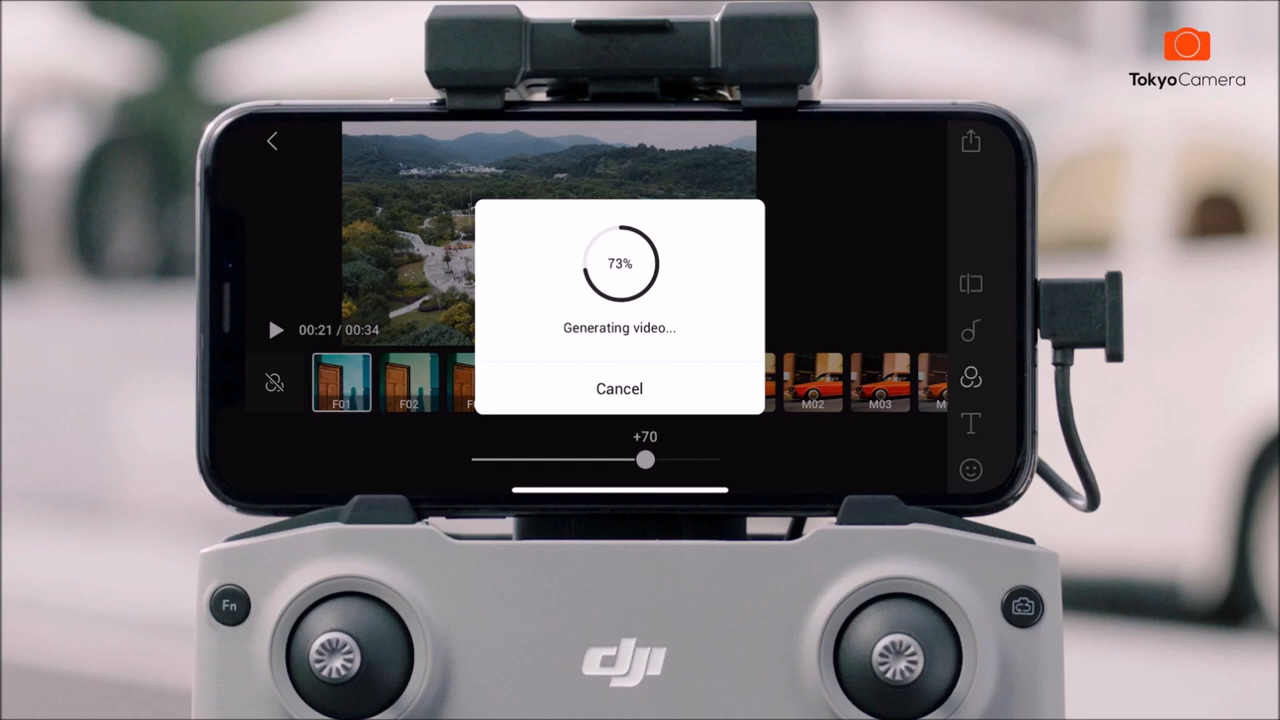 TokyoCamera
73%
Generating video...
00:21 / 00:34
Cancel
F01
F02
M02
M03
+70
T
Fn
dji